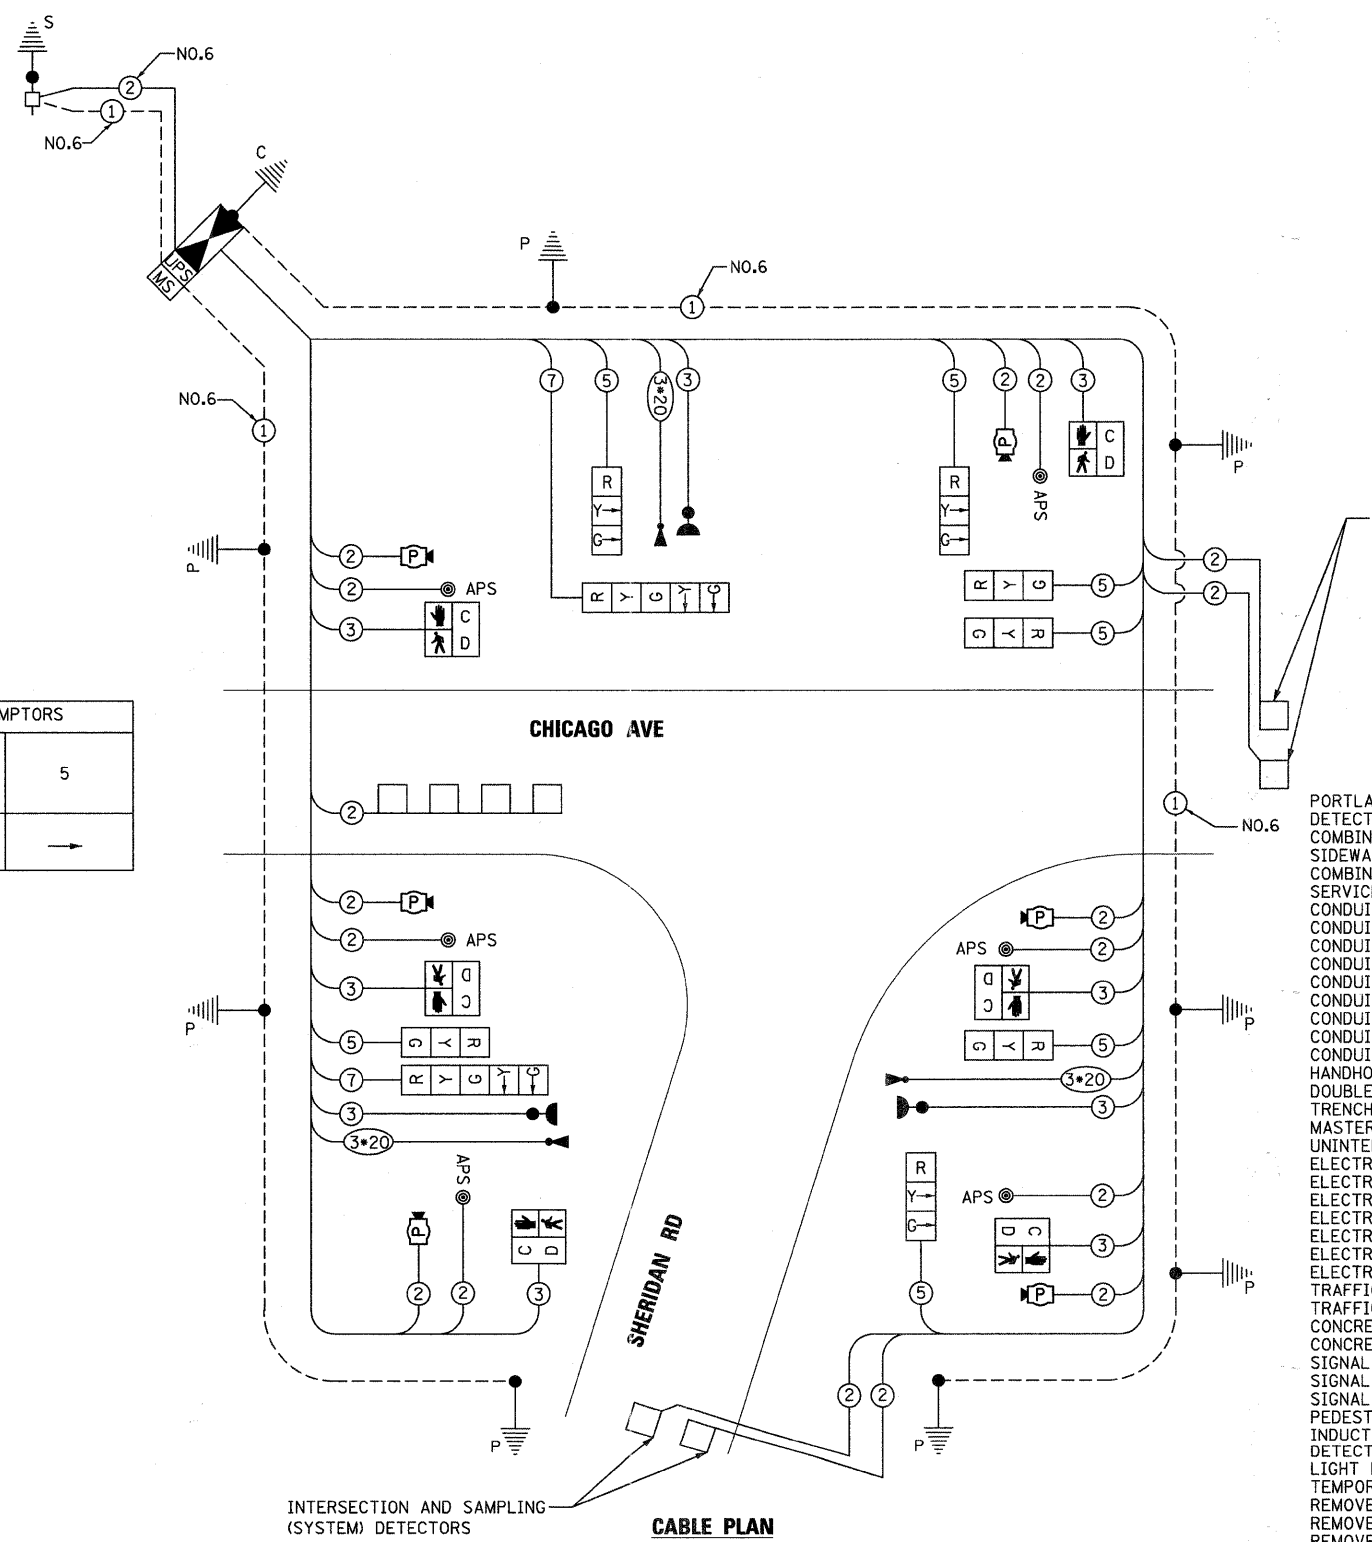 S
NO.6
2
1
NO.6
C
UPS
MS
P
NO.6
1
7
5
3*20
3
5
2
2
3
NO.6
1
R
Y
G
R
Y
G
P
APS
C
D
P
P
2
P
2
APS
3
C
D
R Y G Y G
R Y G
5
G Y R
5
2
2
MPTORS
5
CHICAGO AVE
2
1
NO.6
2
P
2
APS
3
D
C
P
5
G Y R
7
R Y G Y G
3
3*20
P
2
APS
2
D
C
3
P
G Y R
5
3*20
3
APS
P
C D
2
2
3
R
Y
G
5
APS
2
D C
3
P
2
P
SHERIDAN RD
2
2
P
P
INTERSECTION AND SAMPLING
(SYSTEM) DETECTORS
CABLE PLAN
PORTLA
DETECT
COMBIN
SIDEWA
COMBIN
SERVIC
CONDUI
CONDUI
CONDUI
CONDUI
CONDUI
CONDUI
CONDUI
CONDUI
CONDUI
HANDHO
DOUBLE
TRENCH
MASTER
UNINTE
ELECTR
ELECTR
ELECTR
ELECTR
ELECTR
ELECTR
ELECTR
TRAFFI
TRAFFI
CONCRE
CONCRE
SIGNAL
SIGNAL
SIGNAL
PEDEST
INDUCT
DETECT
LIGHT
TEMPOR
REMOVE
REMOVE
REMOVE